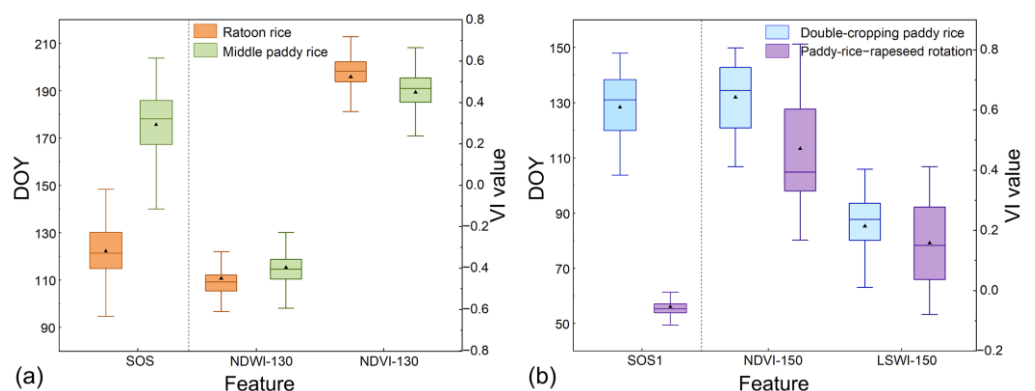 Ratoon rice
Middle paddy rice
210
190
170
150
130
110
90
DOY
0.8
0.6
0.4
0.2
0.0
−0.2
−0.4
−0.6
−0.8
VI value
SOS
NDWI-130
NDVI-130
Feature
(a)
Double-cropping paddy rice
Paddy-rice−rapeseed rotation
150
130
110
90
70
50
DOY
0.8
0.6
0.4
0.2
0.0
−0.2
VI value
SOS1
NDVI-150
LSWI-150
Feature
(b)